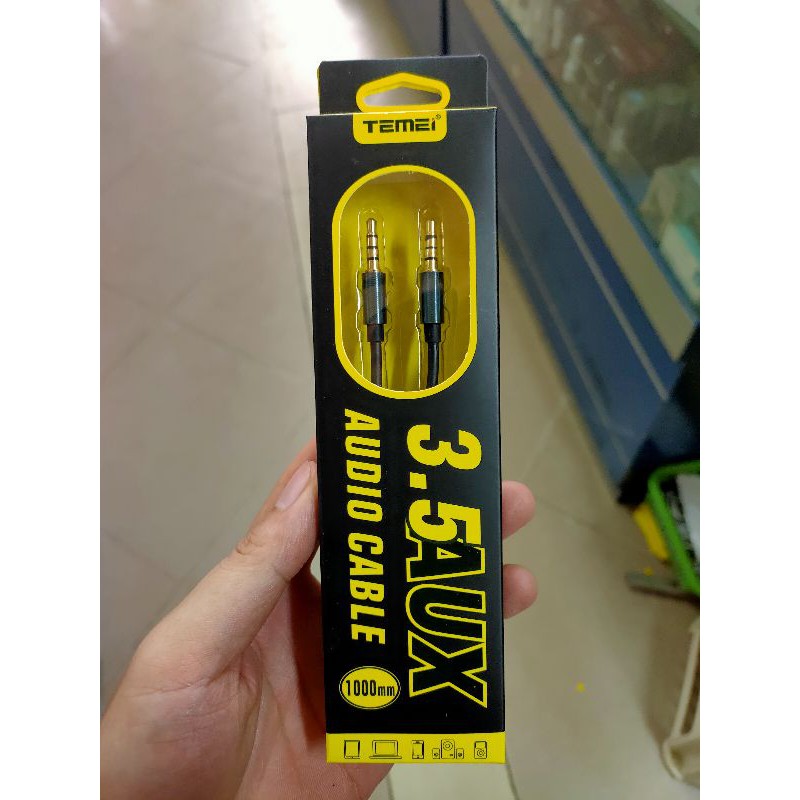 TEMEI®
3.5AUX
AUDIO CABLE
1000mm